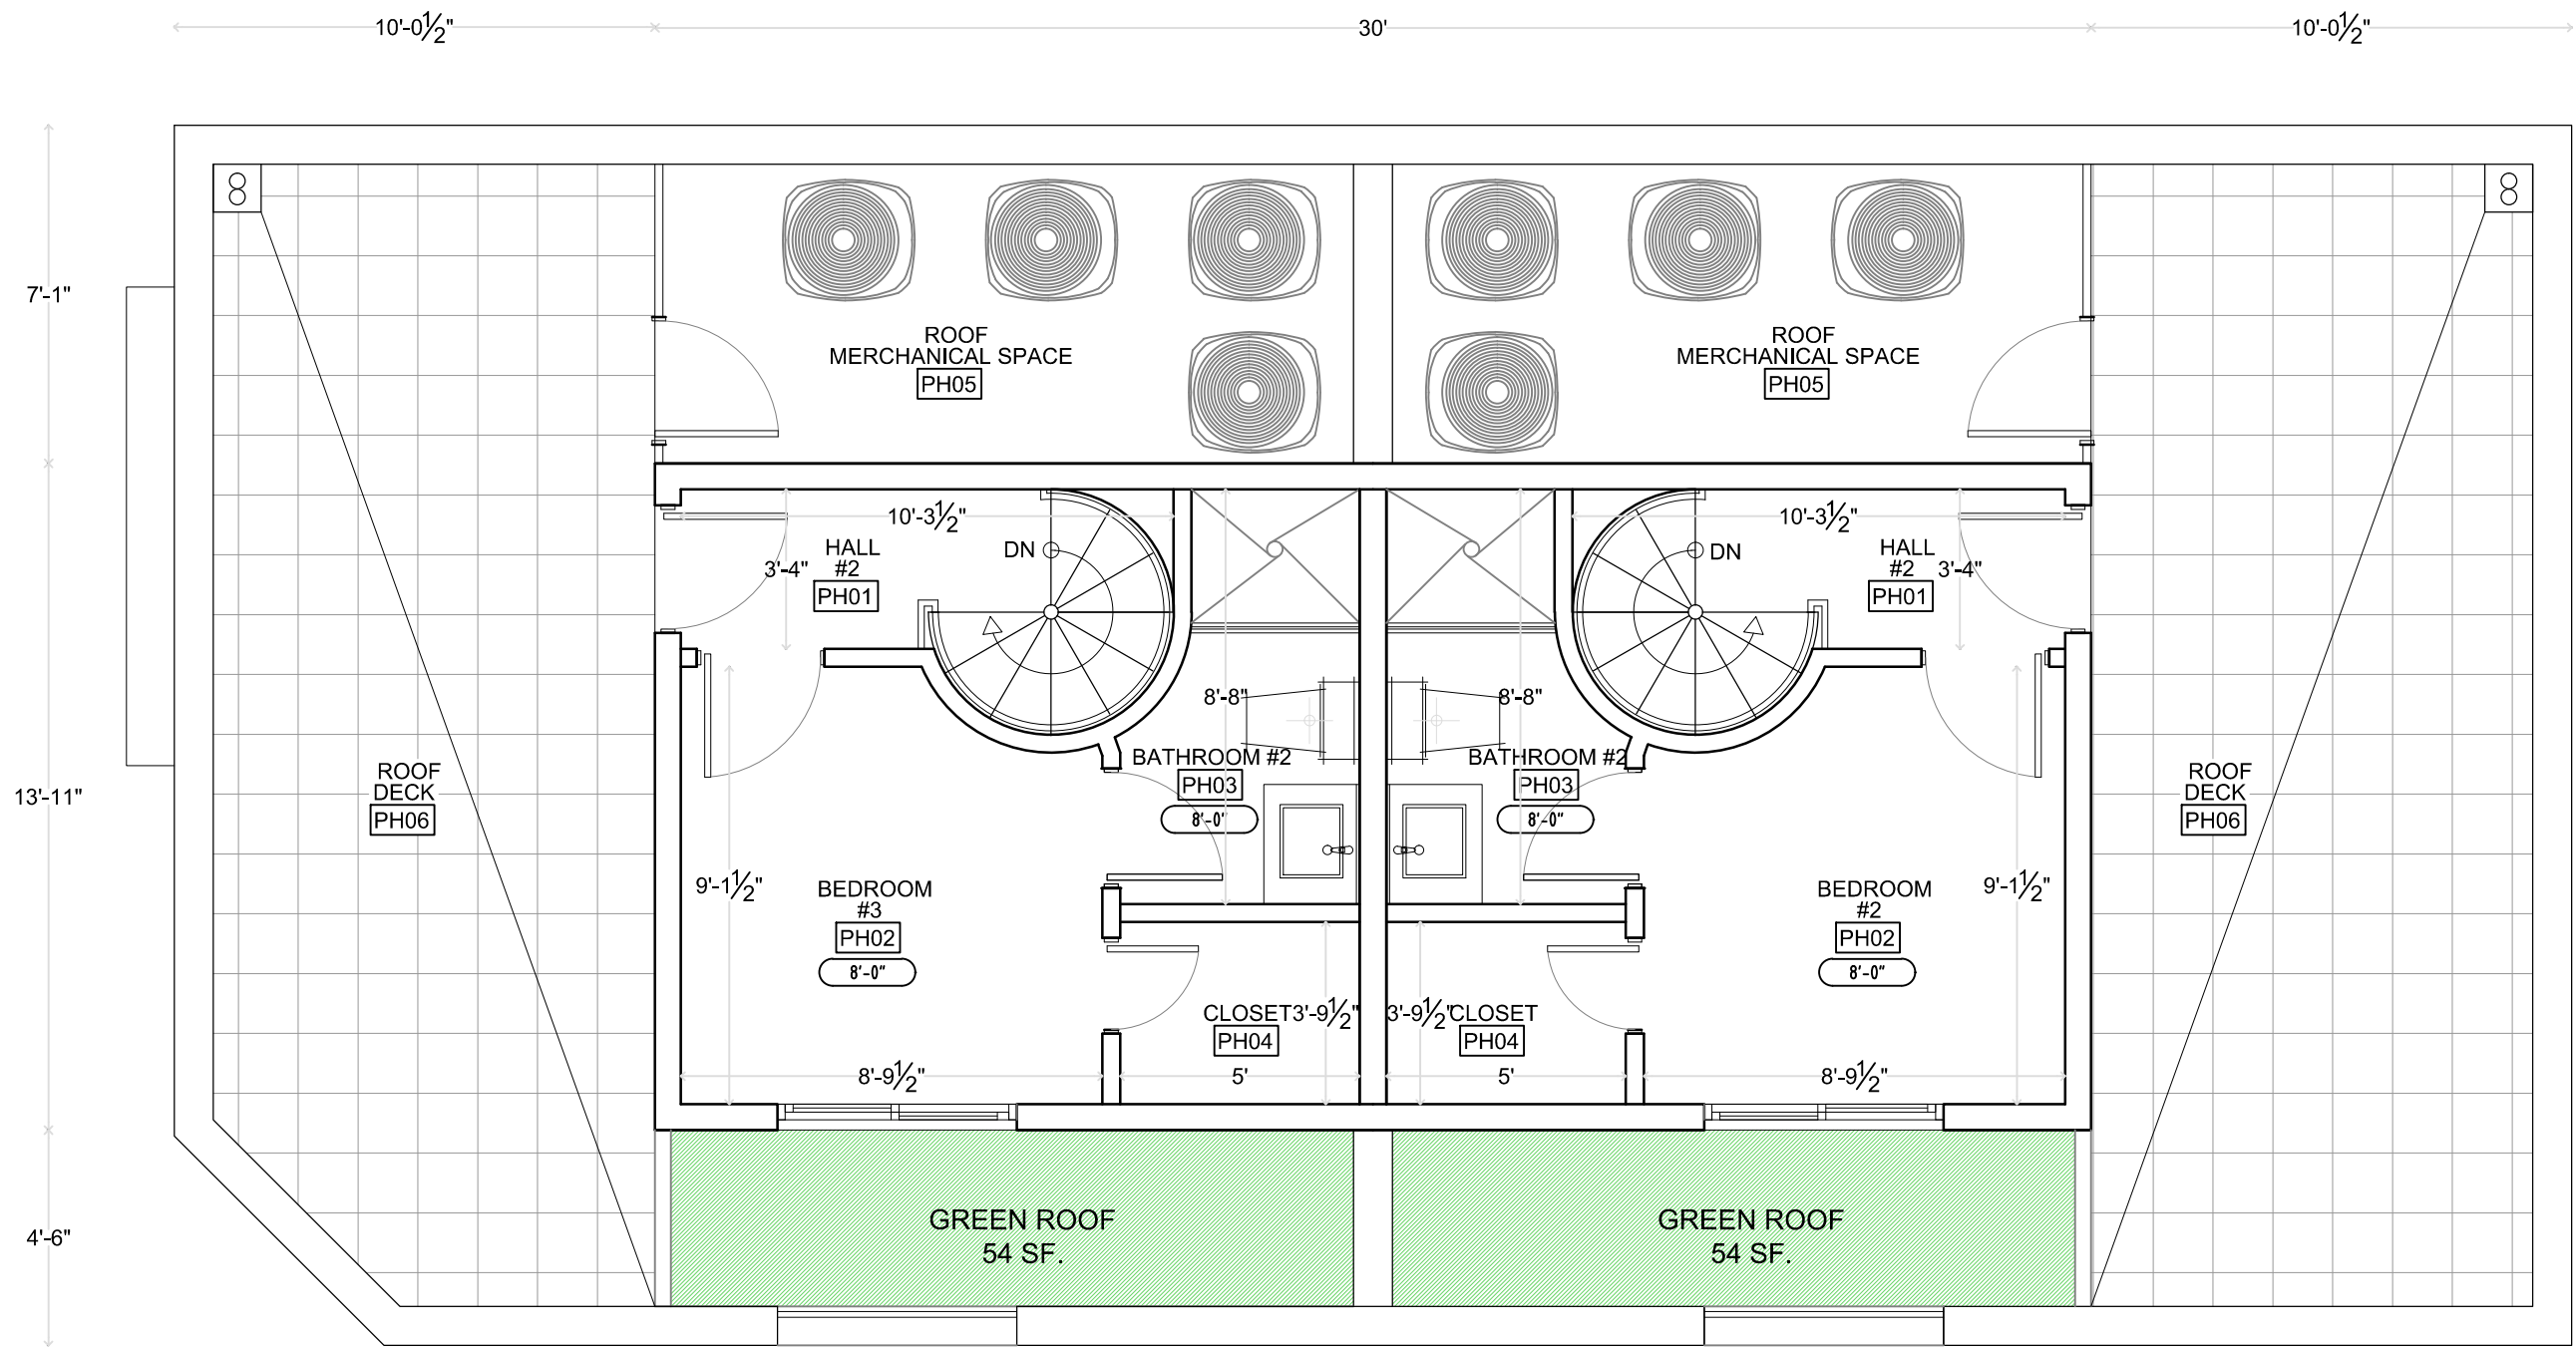 10'-0½"
30'
10'-0½"
7'-1"
ROOF
MERCHANICAL SPACE
PH05
ROOF
MERCHANICAL SPACE
PH05
10'-3½"
10'-3½"
HALL
#2
PH01
3'-4"
DN
DN
HALL
#2
PH01
3'-4"
8'-8"
8'-8"
BATHROOM #2
PH03
8'-0"
BATHROOM #2
PH03
8'-0"
13'-11"
ROOF
DECK
PH06
ROOF
DECK
PH06
9'-1½"
BEDROOM
#3
PH02
8'-0"
BEDROOM
#2
PH02
8'-0"
9'-1½"
CLOSET
PH04
3'-9½"
3'-9½"
CLOSET
PH04
8'-9½"
5'
5'
8'-9½"
4'-6"
GREEN ROOF
54 SF.
GREEN ROOF
54 SF.